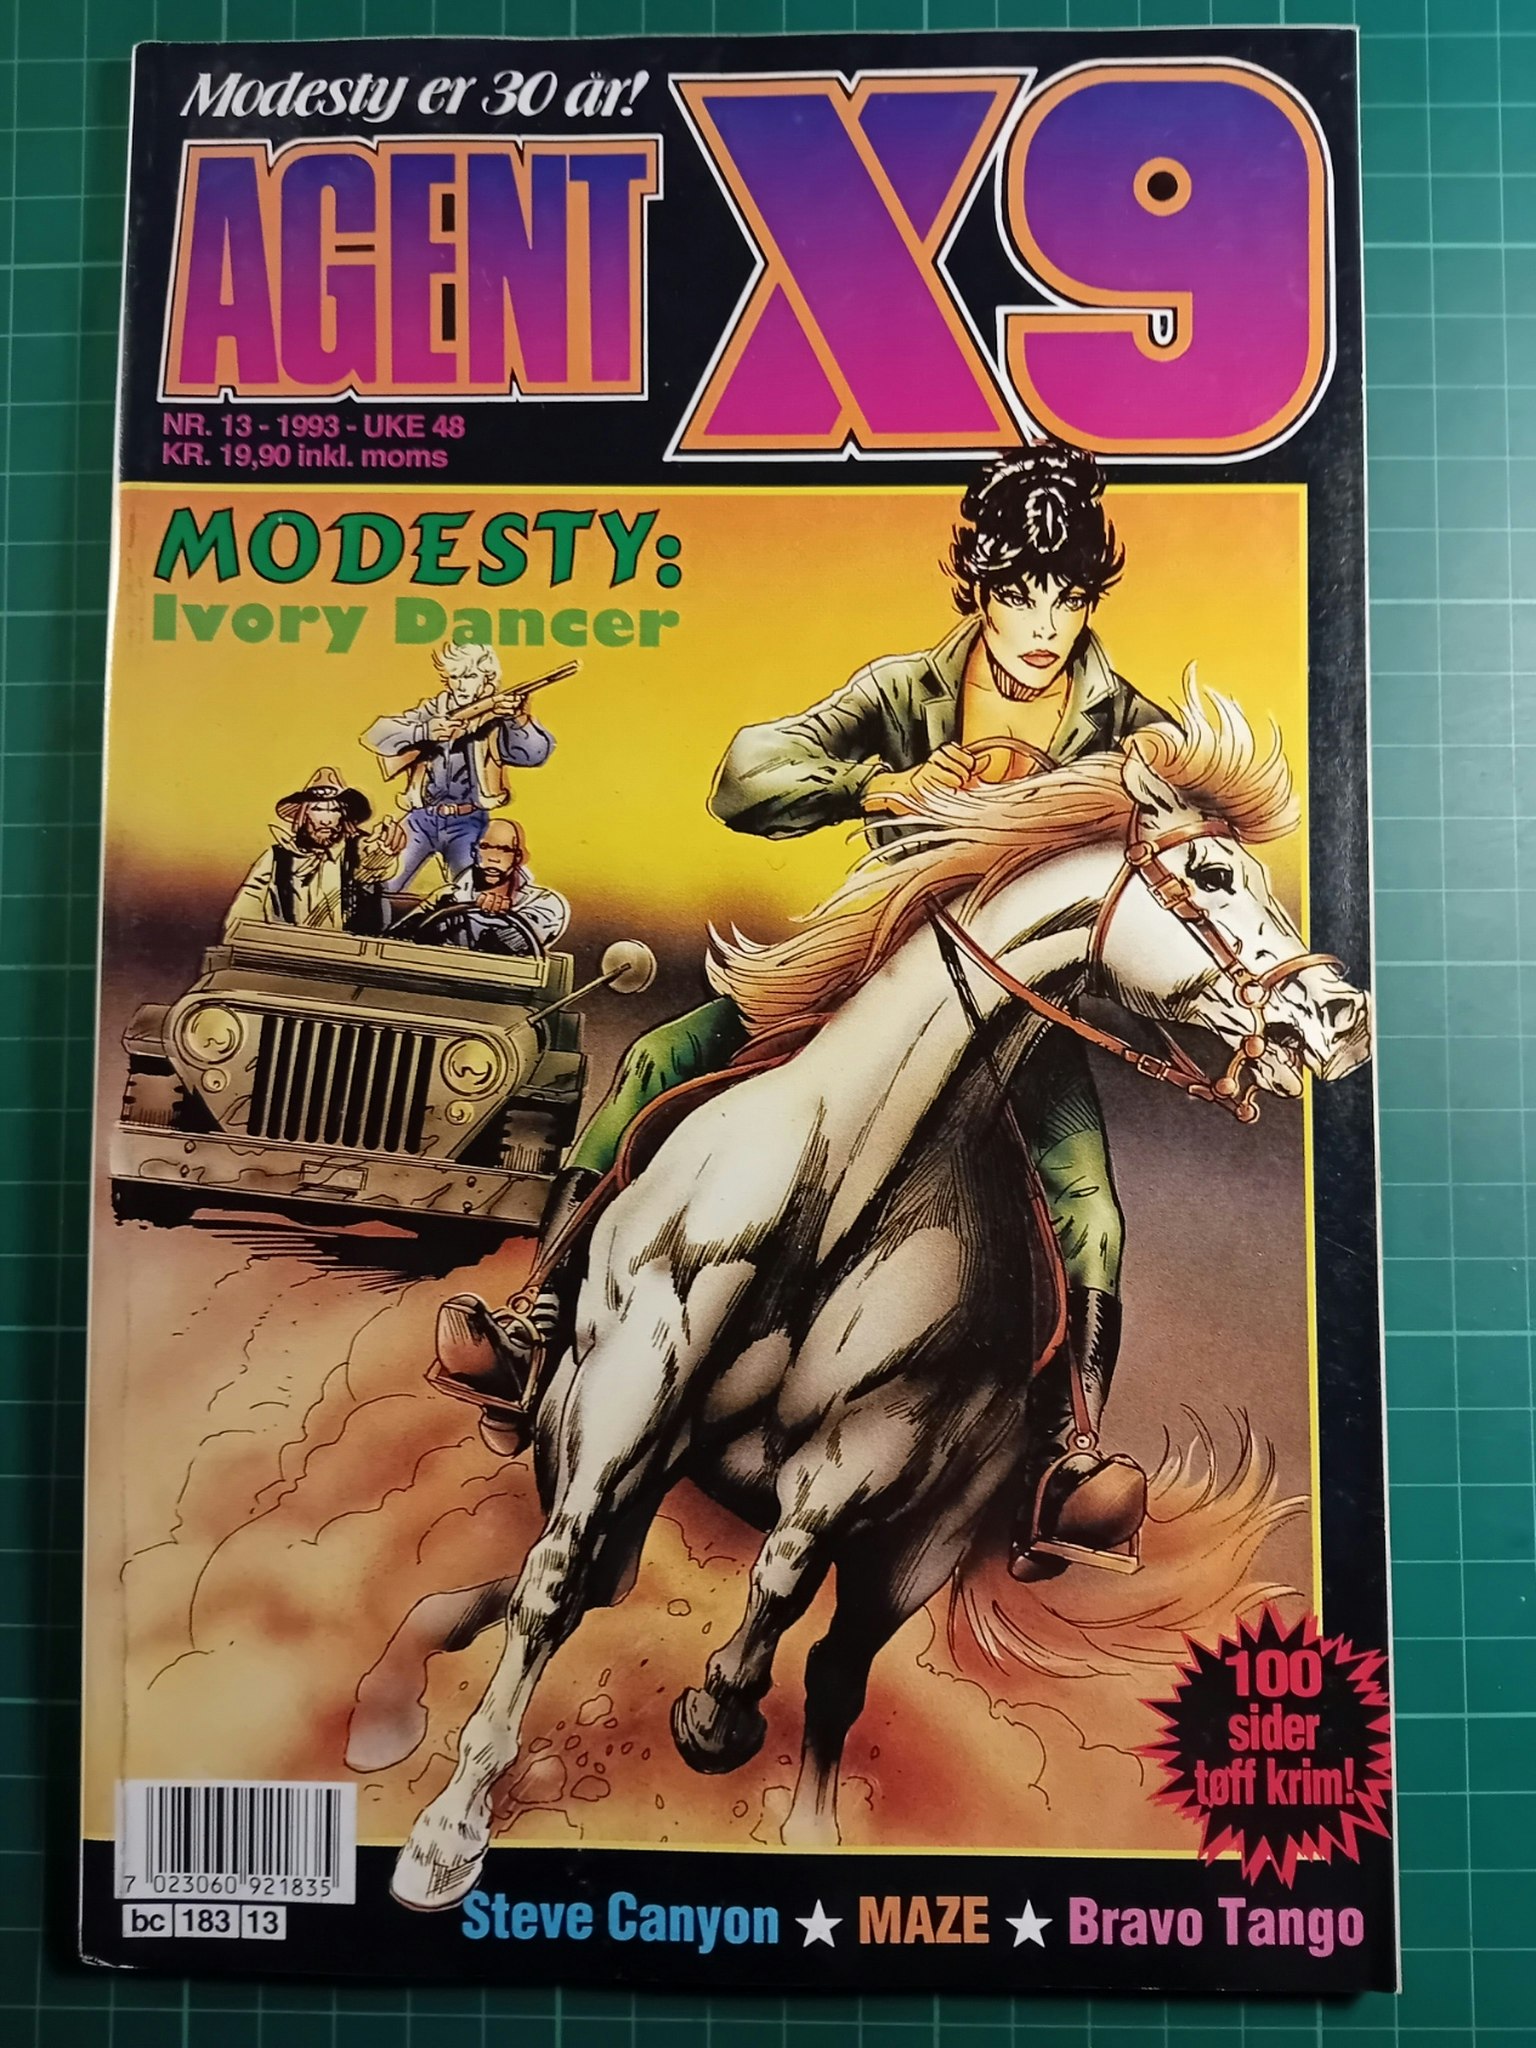 Modesty er 30 år!
AGENT X9
NR. 13 - 1993 - UKE 48
KR. 19,90 inkl. moms
MODESTY:
Ivory Dancer
100
sider
tøff krim!
7 023060 921835
bc 183 13
Steve Canyon ★ MAZE ★ Bravo Tango